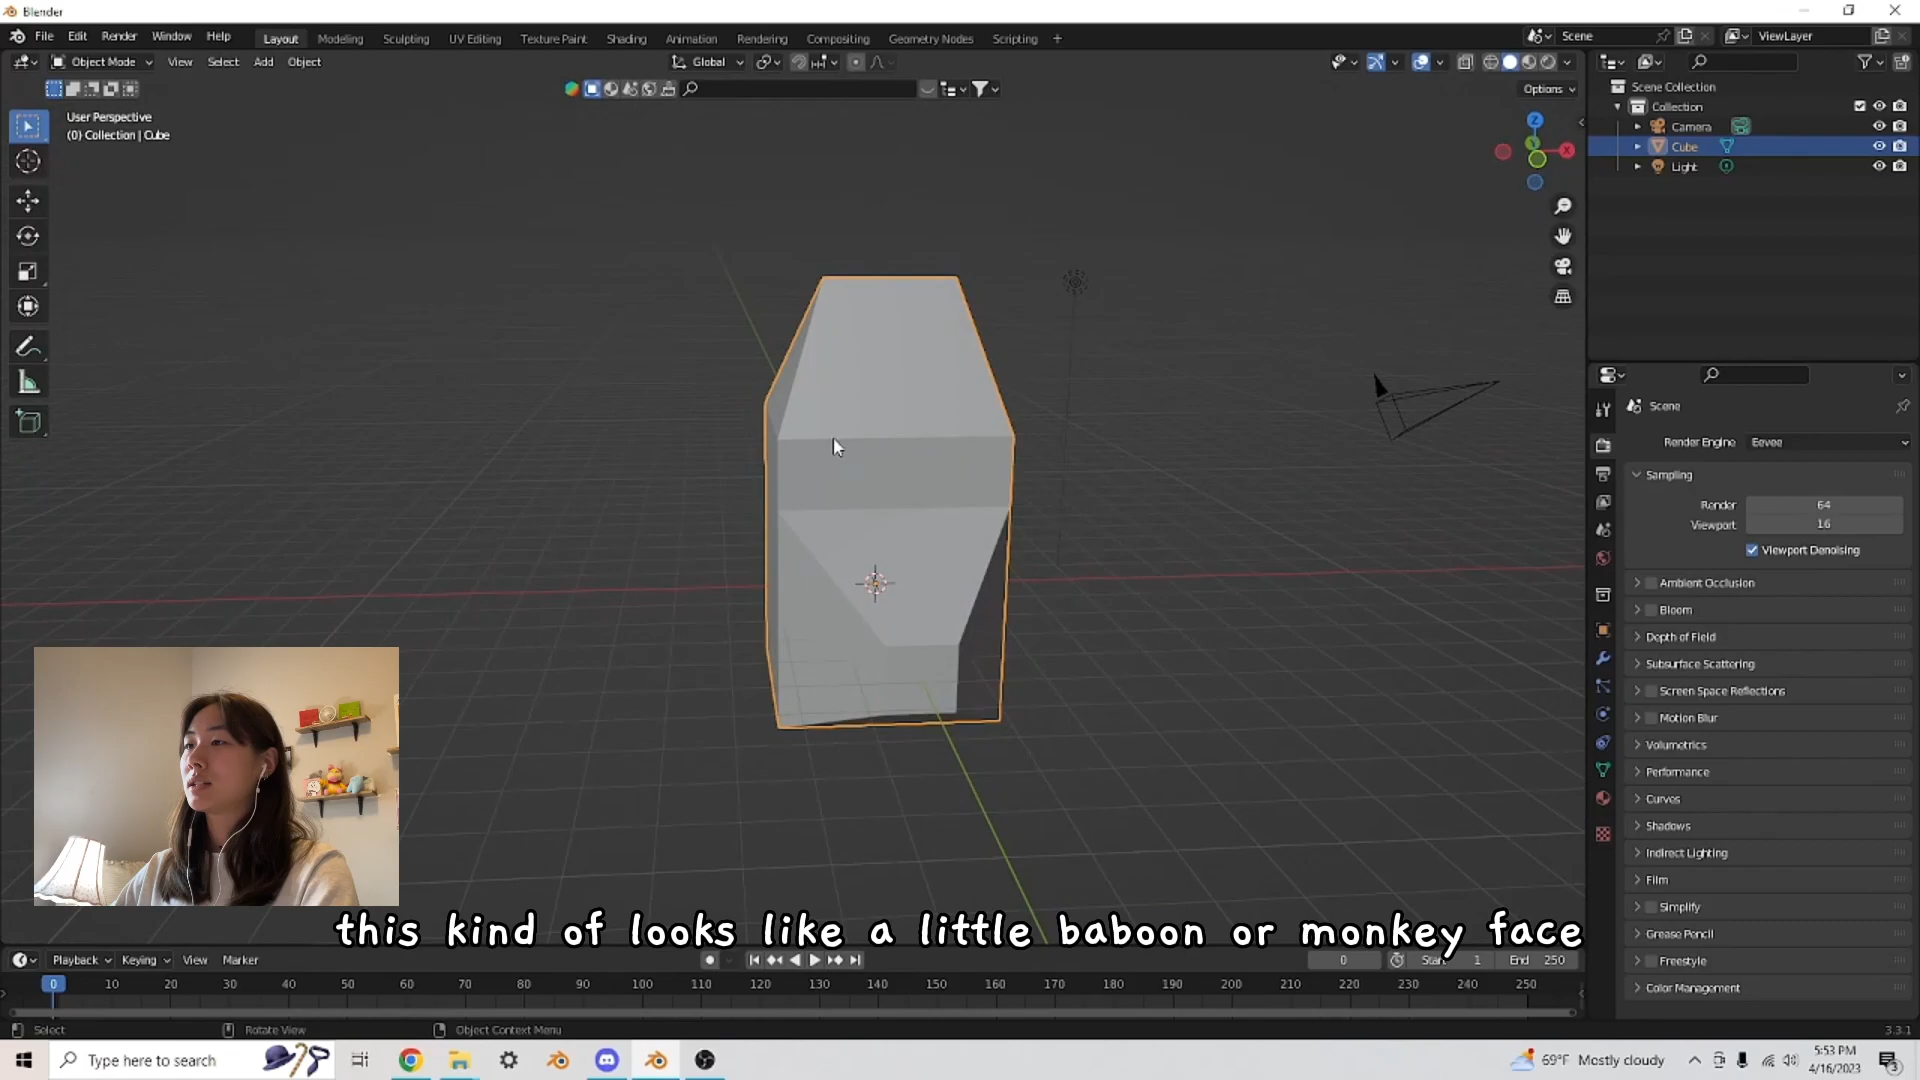 Blender
File Edit Render Window Help
Layout Modeling Sculpting UV Editing Texture Paint Shading Animation Rendering Compositing Geometry Nodes Scripting +
Scene
ViewLayer
Object Mode View Select Add Object
Global
Options
User Perspective
(0) Collection | Cube
Z
X
Scene Collection
Collection
Camera
Cube
Light
Scene
Render Engine Eevee
Sampling
Render 64
Viewport 16
Viewport Denoising
Ambient Occlusion
Bloom
Depth of Field
Subsurface Scattering
Screen Space Reflections
Motion Blur
Volumetrics
Performance
Curves
Shadows
Indirect Lighting
Film
Simplify
Grease Pencil
Freestyle
Color Management
this kind of looks like a little baboon or monkey face
Playback Keying View Marker
0 Start 1 End 250
0 10 20 30 40 50 60 70 80 90 100 110 120 130 140 150 160 170 180 190 200 210 220 230 240 250
Select Rotate View Object Context Menu
3.3.1
Type here to search
69°F Mostly cloudy
5:53 PM
4/16/2023
3